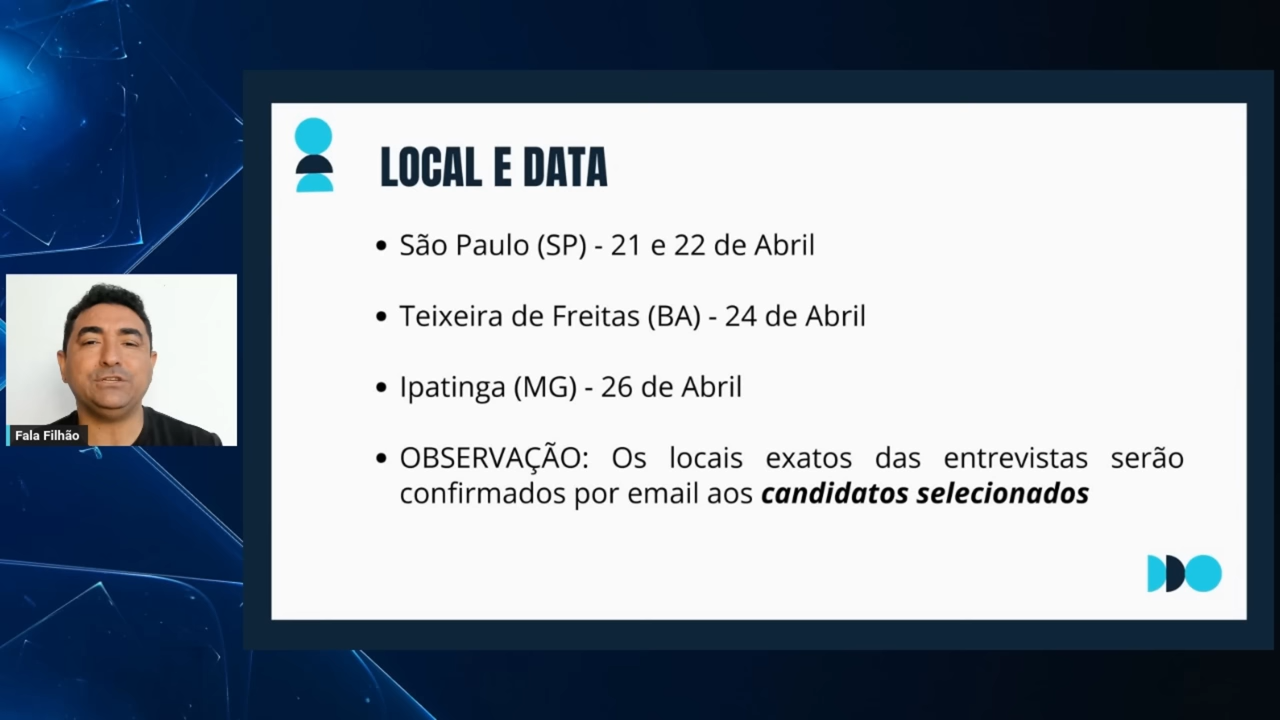 LOCAL E DATA
São Paulo (SP) - 21 e 22 de Abril
Teixeira de Freitas (BA) - 24 de Abril
Ipatinga (MG) - 26 de Abril
OBSERVAÇÃO: Os locais exatos das entrevistas serão
confirmados por email aos candidatos selecionados
Fala Filhão